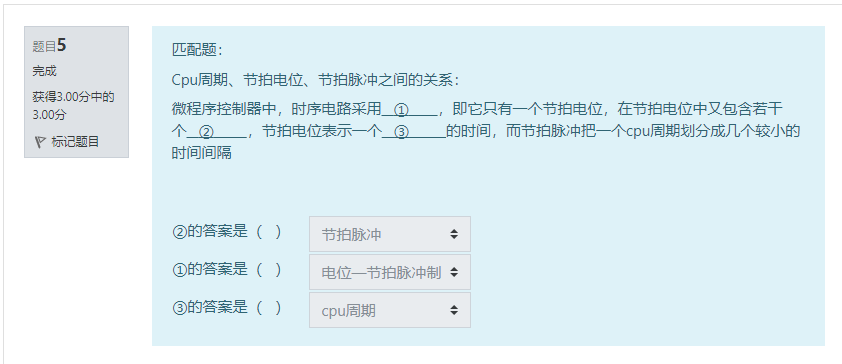 题目5
完成
获得3.00分中的
3.00分
标记题目
匹配题：
Cpu周期、节拍电位、节拍脉冲之间的关系：
微程序控制器中，时序电路采用__①____，即它只有一个节拍电位，在节拍电位中又包含若干
个__②____，节拍电位表示一个__③_____的时间，而节拍脉冲把一个cpu周期划分成几个较小的
时间间隔
②的答案是（ ） 节拍脉冲
①的答案是（ ） 电位—节拍脉冲制
③的答案是（ ） cpu周期